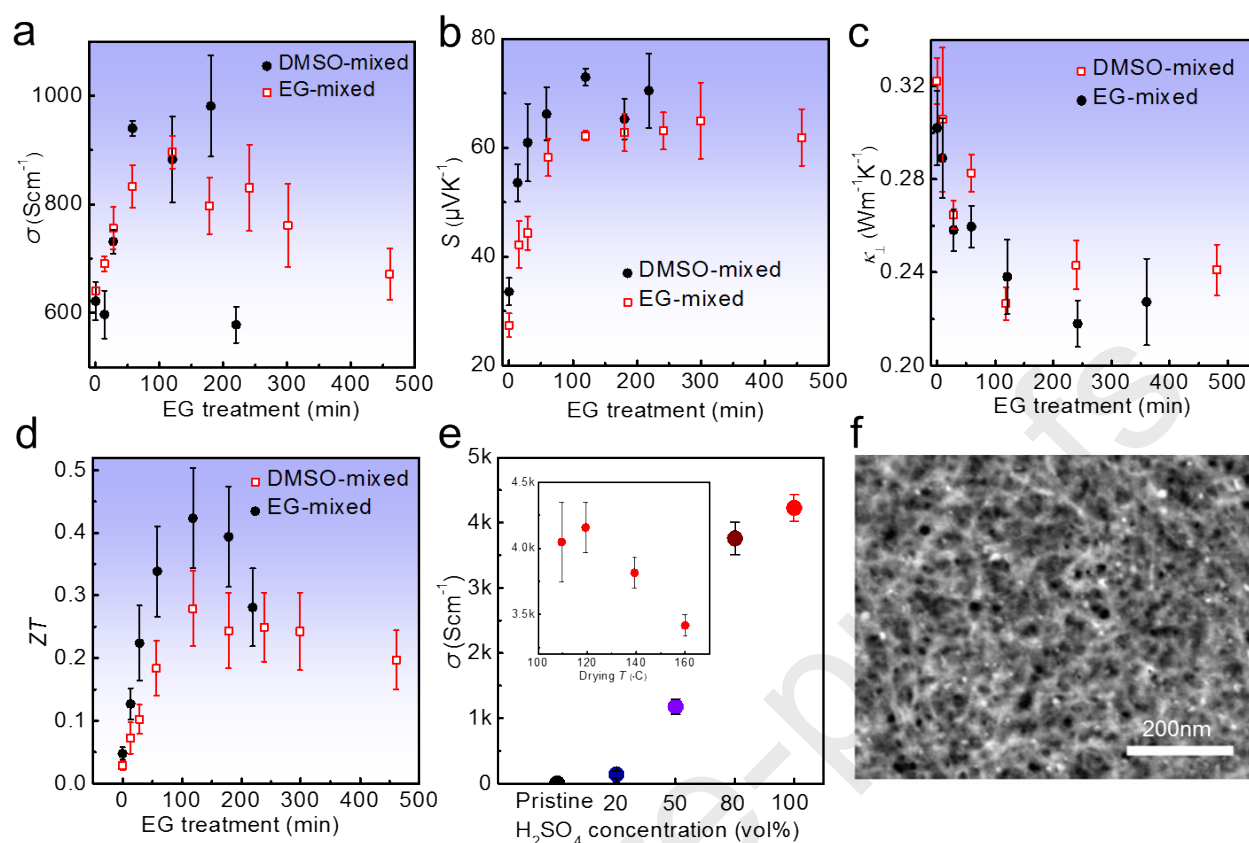 a
1000
800
600
σ (Scm⁻¹)
DMSO-mixed
EG-mixed
0 100 200 300 400 500
EG treatment (min)
b
80
60
40
20
S (µVK⁻¹)
DMSO-mixed
EG-mixed
0 100 200 300 400 500
EG treatment (min)
c
0.32
0.28
0.24
0.20
κ⊥ (Wm⁻¹K⁻¹)
DMSO-mixed
EG-mixed
0 100 200 300 400 500
EG treatment (min)
d
0.5
0.4
0.3
0.2
0.1
0.0
ZT
DMSO-mixed
EG-mixed
0 100 200 300 400 500
EG treatment (min)
e
5k
4k
3k
2k
1k
0
σ (Scm⁻¹)
4.5k
4.0k
3.5k
100 120 140 160
Drying T (◦C)
Pristine 20 50 80 100
H₂SO₄ concentration (vol%)
f
200nm